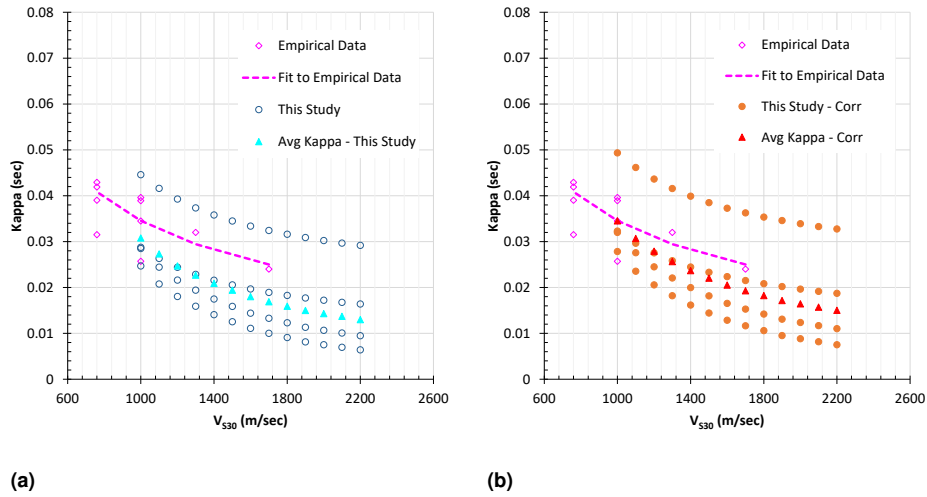 0.08
0.07
0.06
0.05
0.04
0.03
0.02
0.01
0
Kappa (sec)
600 1000 1400 1800 2200 2600
V_S30 (m/sec)
Empirical Data
Fit to Empirical Data
This Study
Avg Kappa - This Study
(a)
0.08
0.07
0.06
0.05
0.04
0.03
0.02
0.01
0
Kappa (sec)
600 1000 1400 1800 2200 2600
V_S30 (m/sec)
Empirical Data
Fit to Empirical Data
This Study - Corr
Avg Kappa - Corr
(b)